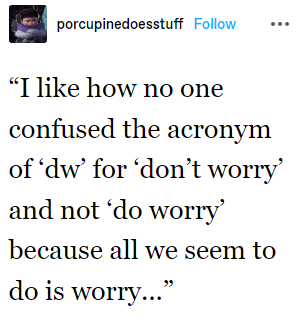 porcupinedoesstuff Follow
“I like how no one
confused the acronym
of ‘dw’ for ‘don’t worry’
and not ‘do worry’
because all we seem to
do is worry…”